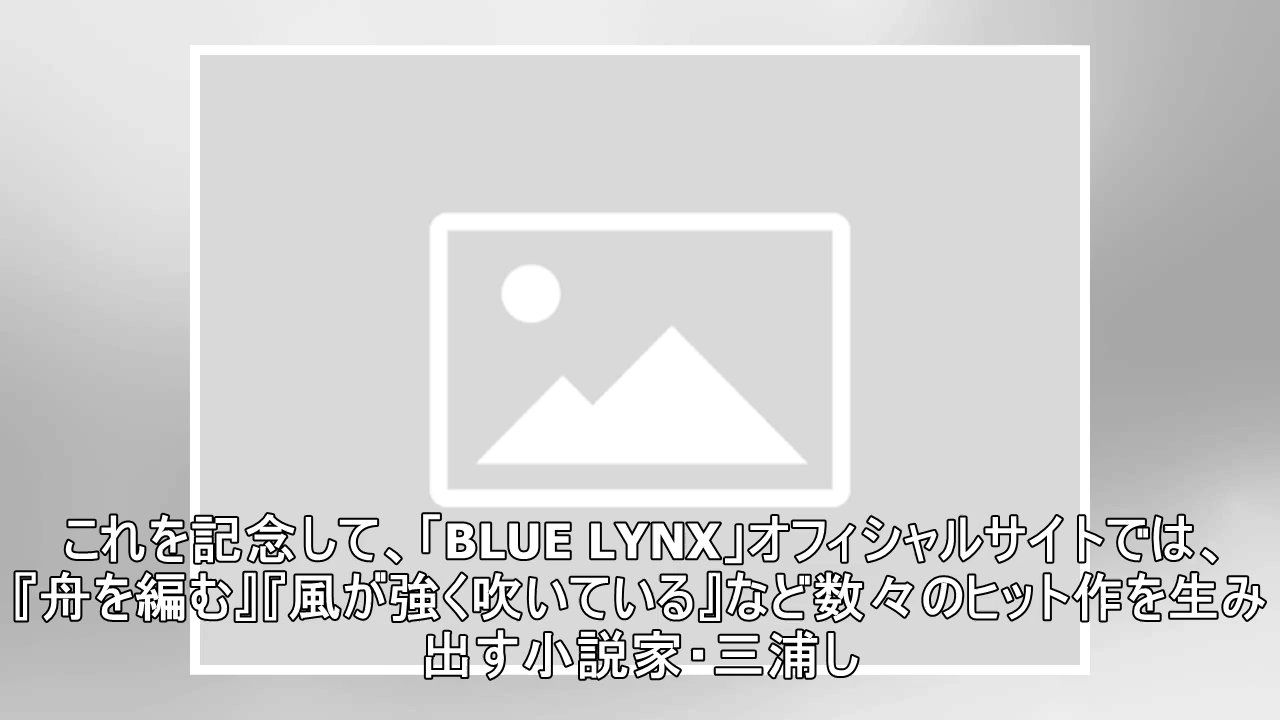 これを記念して、「BLUE LYNX」オフィシャルサイトでは、
『舟を編む』『風が強く吹いている』など数々のヒット作を生み
出す小説家・三浦し